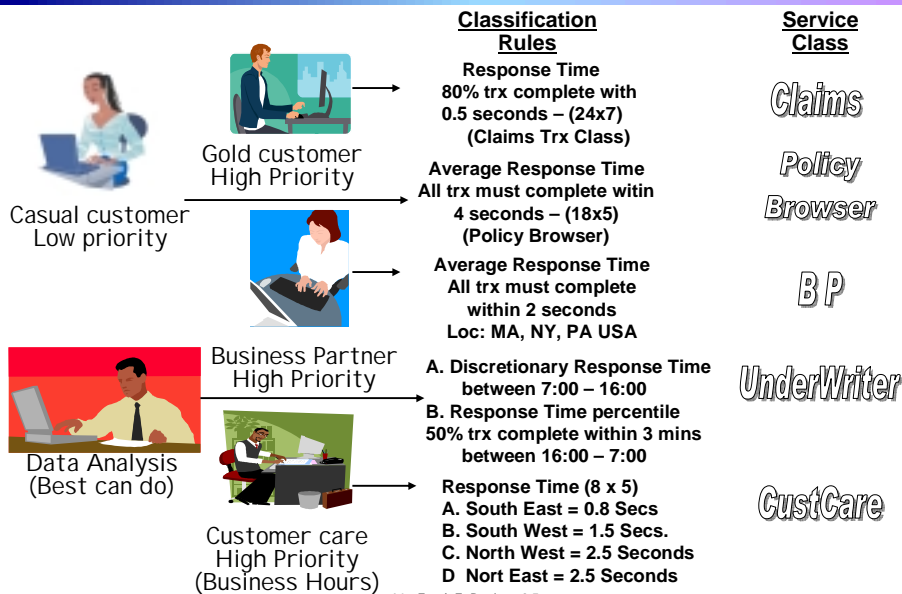 Classification
Rules
Service
Class
Casual customer
Low priority
Gold customer
High Priority
Response Time
80% trx complete with
0.5 seconds – (24x7)
(Claims Trx Class)
Claims
Average Response Time
All trx must complete witin
4 seconds – (18x5)
(Policy Browser)
Policy
Browser
Business Partner
High Priority
Average Response Time
All trx must complete
within 2 seconds
Loc: MA, NY, PA USA
B P
Data Analysis
(Best can do)
A. Discretionary Response Time
between 7:00 – 16:00
B. Response Time percentile
50% trx complete within 3 mins
between 16:00 – 7:00
UnderWriter
Customer care
High Priority
(Business Hours)
Response Time (8 x 5)
A. South East = 0.8 Secs
B. South West = 1.5 Secs.
C. North West = 2.5 Seconds
D Nort East = 2.5 Seconds
CustCare